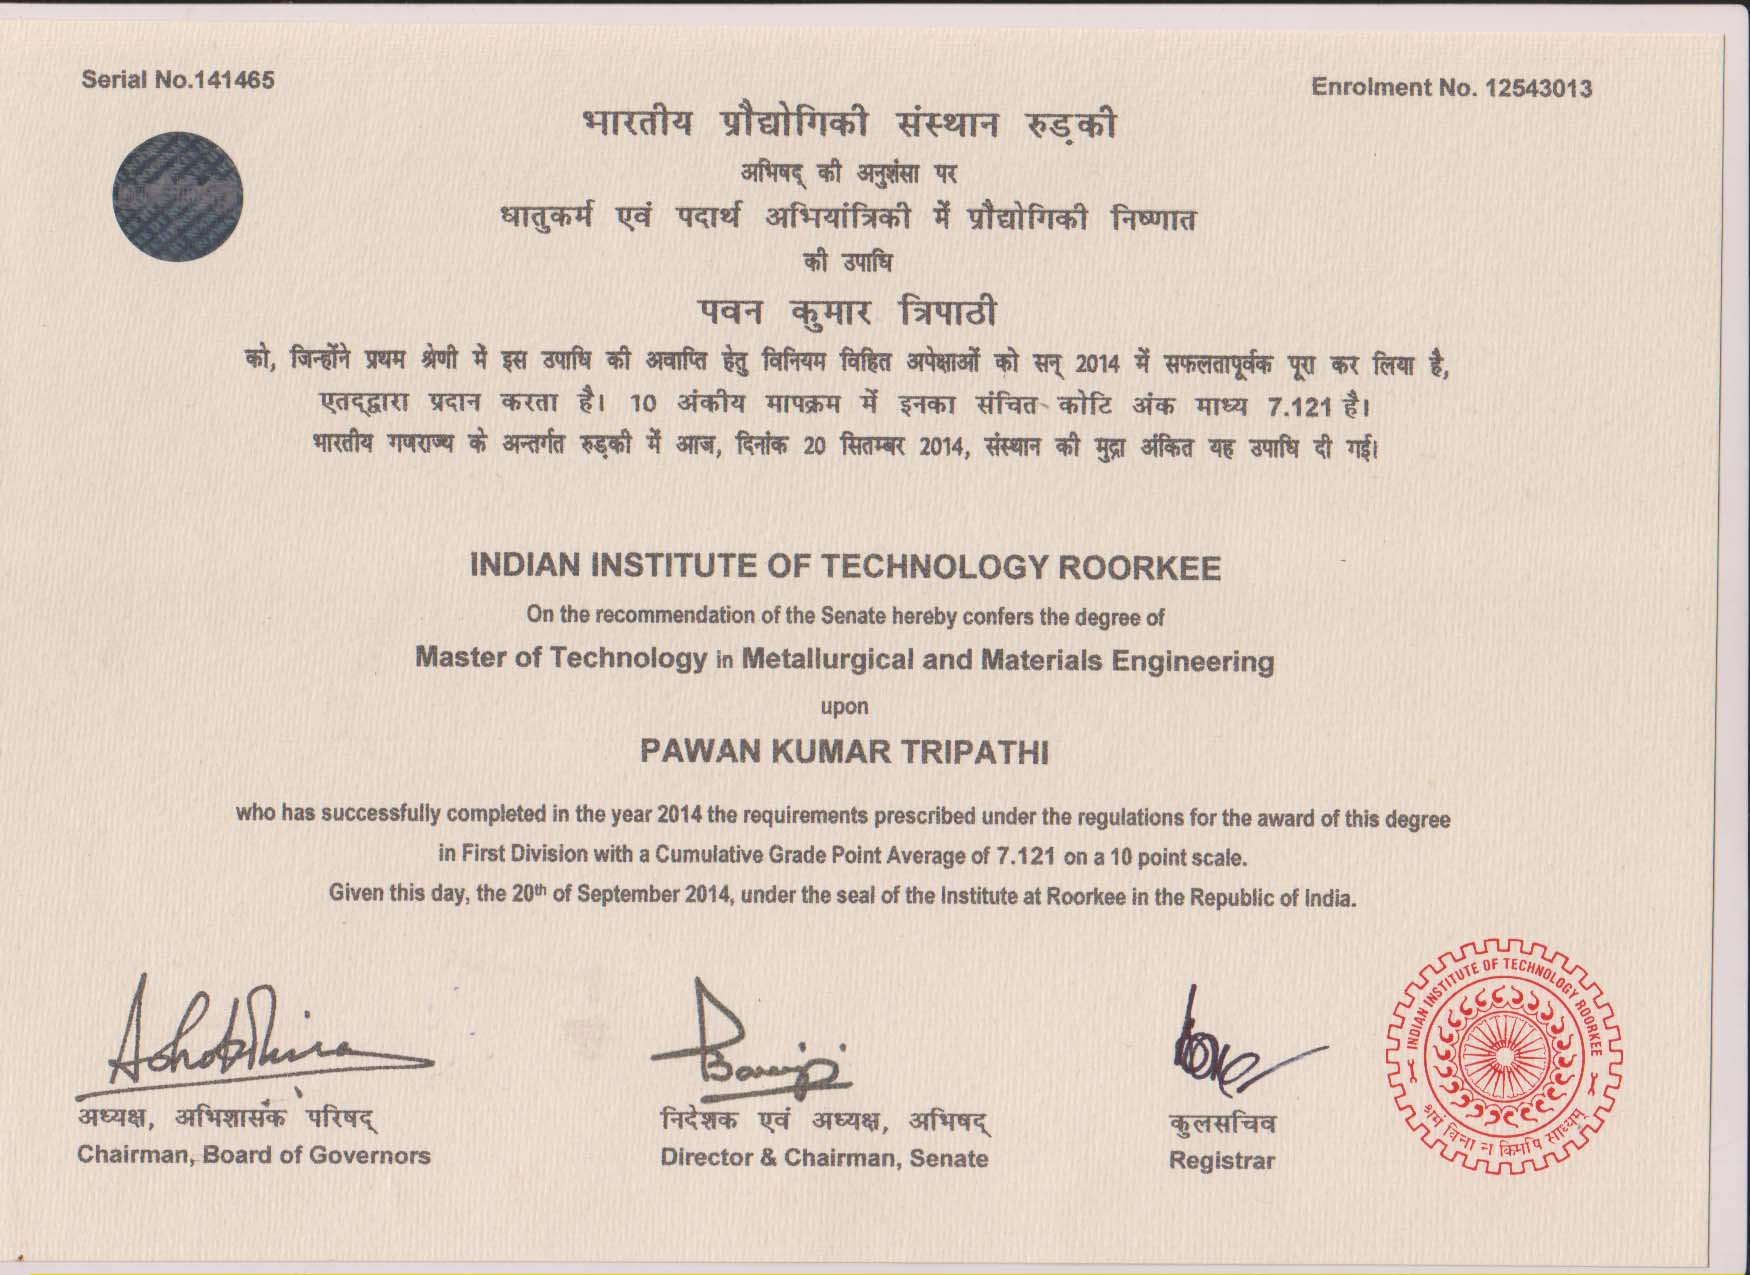 Serial No.141465
Enrolment No. 12543013
भारतीय प्रौद्योगिकी संस्थान रुड़की
अभिषद् की अनुशंसा पर
धातुकर्म एवं पदार्थ अभियांत्रिकी में प्रौद्योगिकी निष्णात
की उपाधि
पवन कुमार त्रिपाठी
को, जिन्होंने प्रथम श्रेणी में इस उपाधि की अवाप्ति हेतु विनियम विहित अपेक्षाओं को सन् 2014 में सफलतापूर्वक पूरा कर लिया है,
एतद्द्वारा प्रदान करता है। 10 अंकीय मापक्रम में इनका संचित कोटि अंक माध्य 7.121 है।
भारतीय गणराज्य के अन्तर्गत रुड़की में आज, दिनांक 20 सितम्बर 2014, संस्थान की मुद्रा अंकित यह उपाधि दी गई।
INDIAN INSTITUTE OF TECHNOLOGY ROORKEE
On the recommendation of the Senate hereby confers the degree of
Master of Technology in Metallurgical and Materials Engineering
upon
PAWAN KUMAR TRIPATHI
who has successfully completed in the year 2014 the requirements prescribed under the regulations for the award of this degree
in First Division with a Cumulative Grade Point Average of 7.121 on a 10 point scale.
Given this day, the 20th of September 2014, under the seal of the Institute at Roorkee in the Republic of India.
अध्यक्ष, अभिशासक परिषद्
Chairman, Board of Governors
निदेशक एवं अध्यक्ष, अभिषद्
Director & Chairman, Senate
कुलसचिव
Registrar
INDIAN INSTITUTE OF TECHNOLOGY ROORKEE
श्रमं विना न किमपि साध्यम्